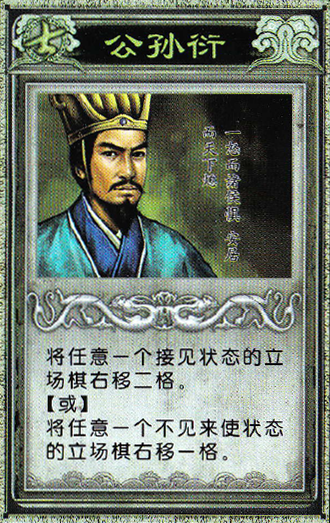 七
公孙衍
一怒而诸侯惧 安居
而天下熄
将任意一个接见状态的立
场棋右移二格。
【或】
将任意一个不见来使状态
的立场棋右移一格。